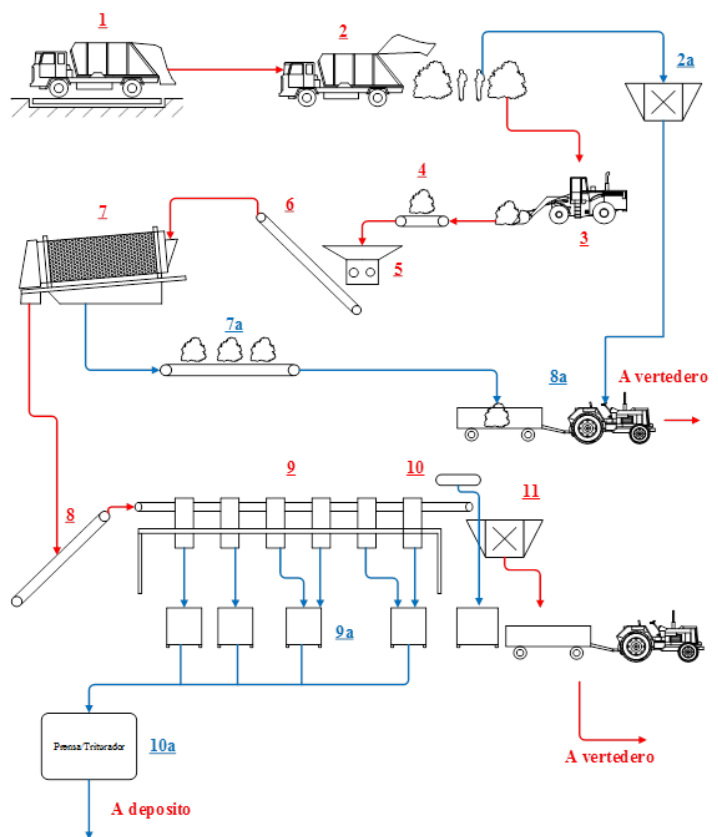 1
2
2a
3
4
5
6
7
7a
8a
A vertedero
8
9
10
11
9a
Prensa/Triturador
10a
A vertedero
A deposito